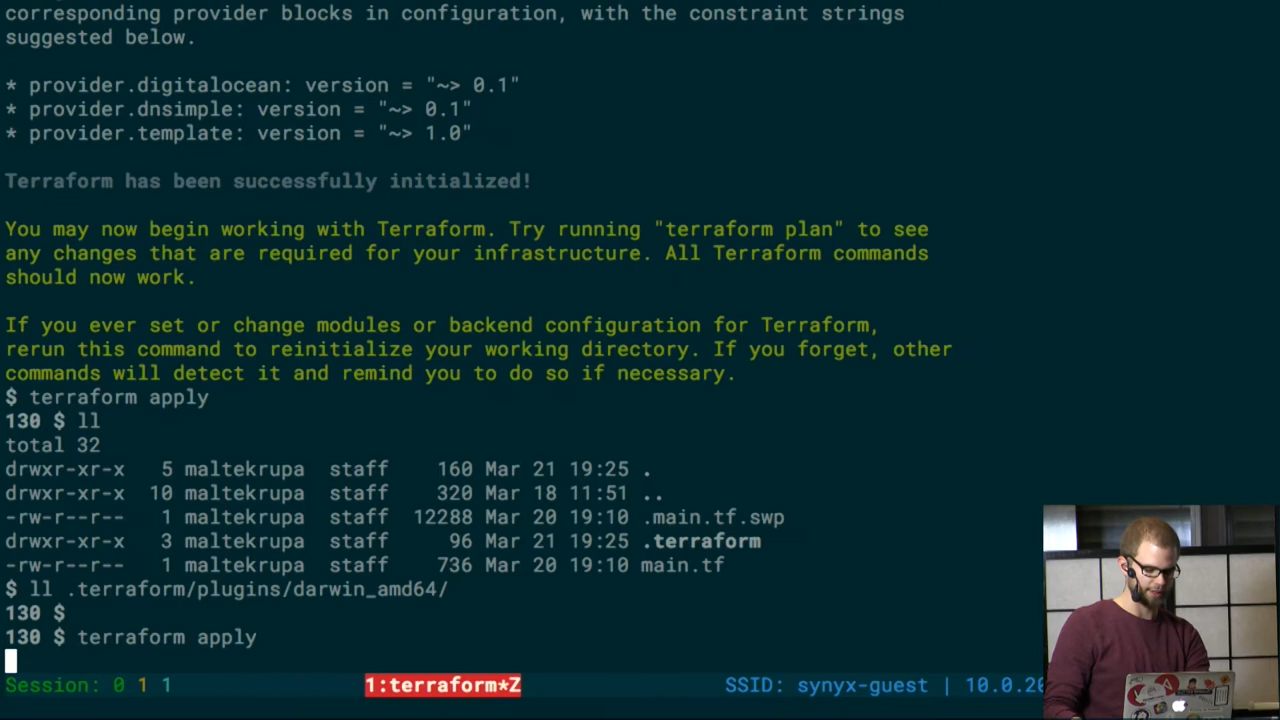 corresponding provider blocks in configuration, with the constraint strings
suggested below.
* provider.digitalocean: version = "~> 0.1"
* provider.dnsimple: version = "~> 0.1"
* provider.template: version = "~> 1.0"
Terraform has been successfully initialized!
You may now begin working with Terraform. Try running "terraform plan" to see
any changes that are required for your infrastructure. All Terraform commands
should now work.
If you ever set or change modules or backend configuration for Terraform,
rerun this command to reinitialize your working directory. If you forget, other
commands will detect it and remind you to do so if necessary.
$ terraform apply
130 $ ll
total 32
drwxr-xr-x   5 maltekrupa  staff    160 Mar 21 19:25 .
drwxr-xr-x  10 maltekrupa  staff    320 Mar 18 11:51 ..
-rw-r--r--   1 maltekrupa  staff  12288 Mar 20 19:10 .main.tf.swp
drwxr-xr-x   3 maltekrupa  staff     96 Mar 21 19:25 .terraform
-rw-r--r--   1 maltekrupa  staff    736 Mar 20 19:10 main.tf
$ ll .terraform/plugins/darwin_amd64/
130 $
130 $ terraform apply
Session: 0 1 1 1:terraform*Z SSID: synyx-guest | 10.0.20